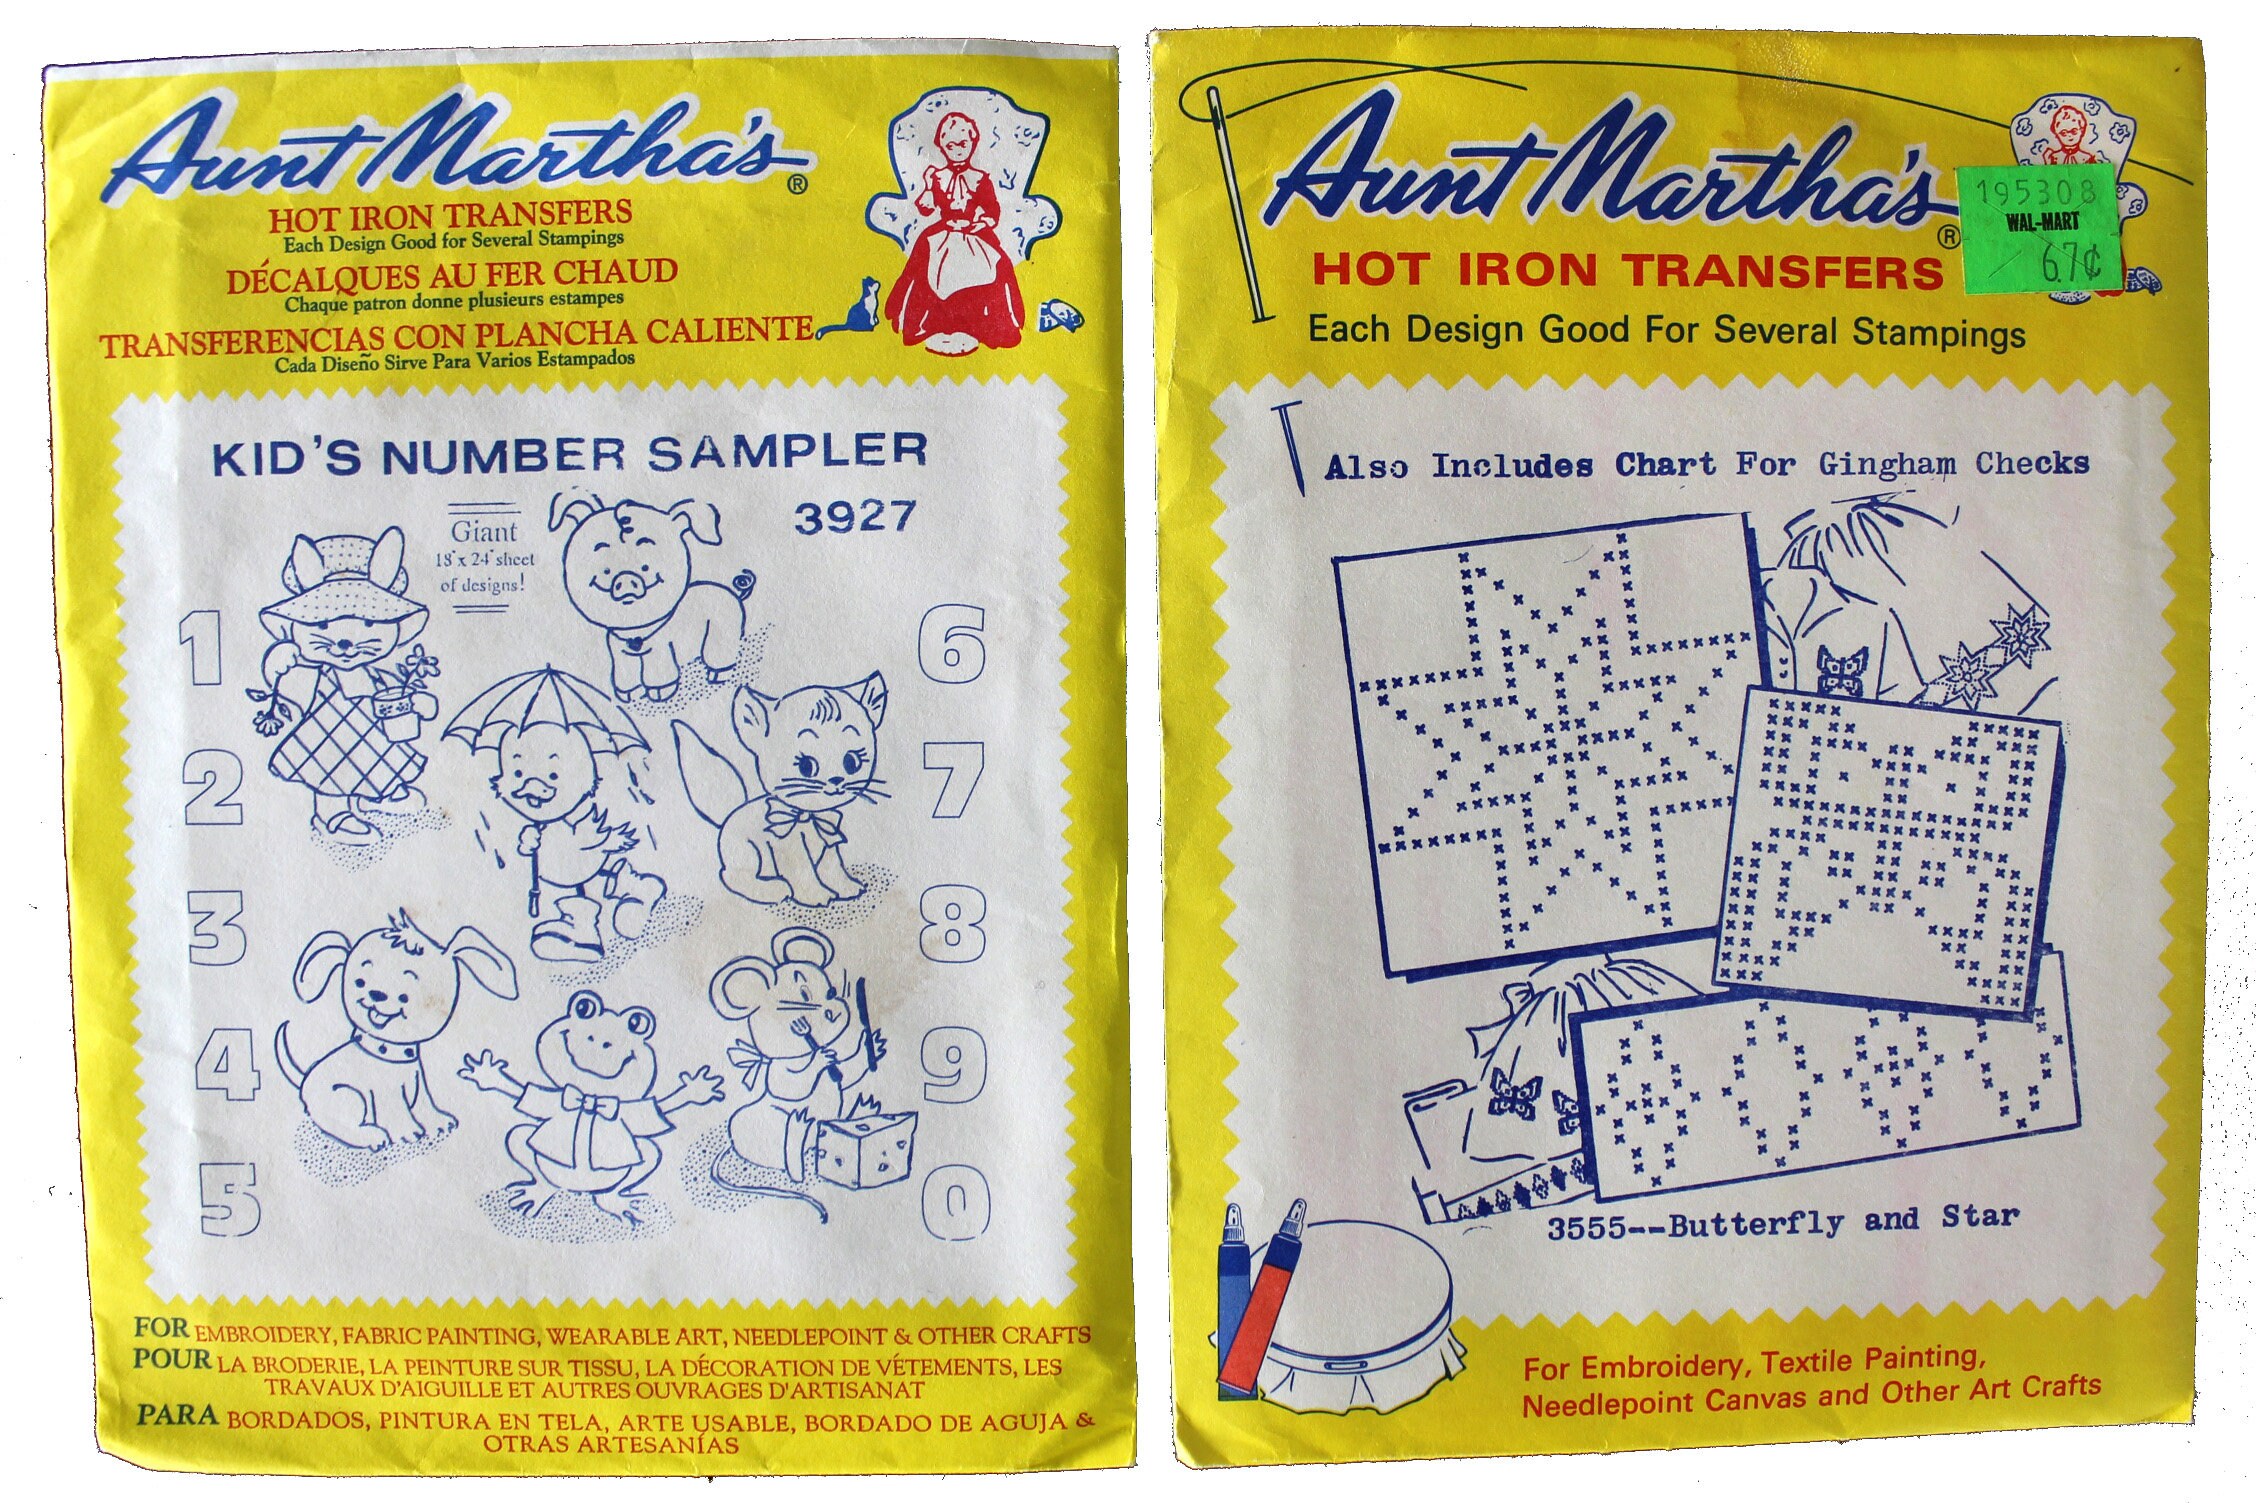 Aunt Martha's®
HOT IRON TRANSFERS
Each Design Good for Several Stampings
DÉCALQUES AU FER CHAUD
Chaque patron donne plusieurs estampes
TRANSFERENCIAS CON PLANCHA CALIENTE
Cada Diseño Sirve Para Varios Estampados
KID'S NUMBER SAMPLER
3927
Giant
18"x 24" sheet
of designs!
1
2
3
4
5
6
7
8
9
0
FOR EMBROIDERY, FABRIC PAINTING, WEARABLE ART, NEEDLEPOINT & OTHER CRAFTS
POUR LA BRODERIE, LA PEINTURE SUR TISSU, LA DÉCORATION DE VÉTEMENTS, LES
TRAVAUX D'AIGUILLE ET AUTRES OUVRAGES D'ARTISANAT
PARA BORDADOS, PINTURA EN TELA, ARTE USABLE, BORDADO DE AGUJA &
OTRAS ARTESANÍAS
Aunt Martha's®
195308
WAL-MART
67¢
HOT IRON TRANSFERS
Each Design Good For Several Stampings
Also Includes Chart For Gingham Checks
3555--Butterfly and Star
For Embroidery, Textile Painting,
Needlepoint Canvas and Other Art Crafts